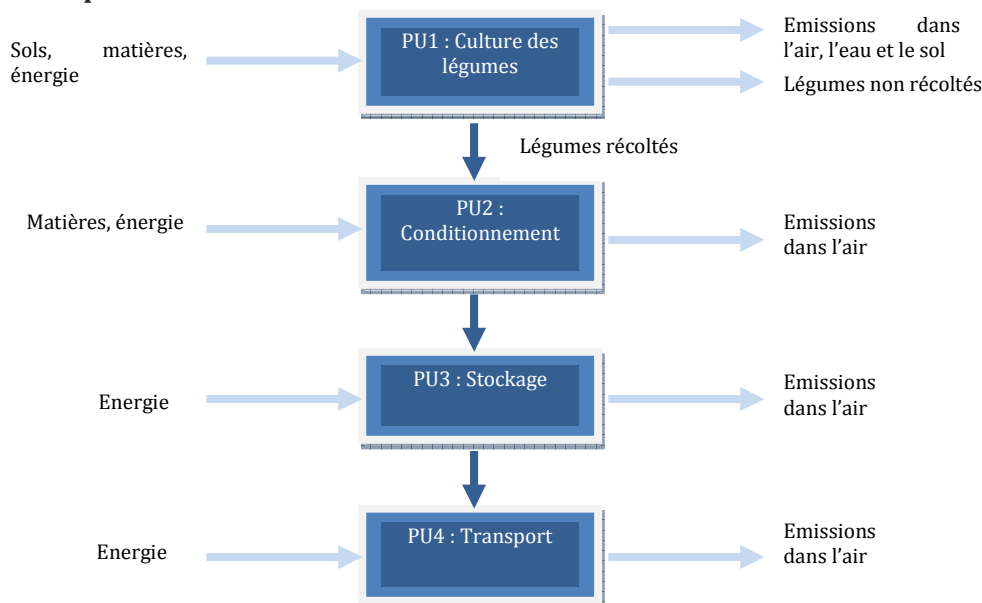 PU1 : Culture des
légumes
Sols, matières,
énergie
Emissions dans
l’air, l’eau et le sol
Légumes non récoltés
Légumes récoltés
PU2 :
Conditionnement
Matières, énergie
Emissions
dans l’air
PU3 : Stockage
Energie
Emissions
dans l’air
PU4 : Transport
Energie
Emissions
dans l’air